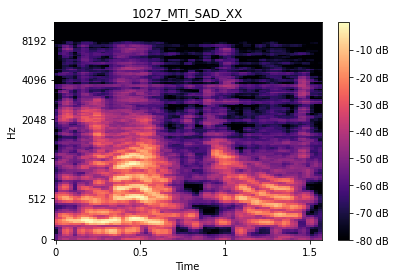 1027_MTI_SAD_XX
Hz
8192
4096
2048
1024
512
0
0
0.5
1
1.5
Time
-10 dB
-20 dB
-30 dB
-40 dB
-50 dB
-60 dB
-70 dB
-80 dB